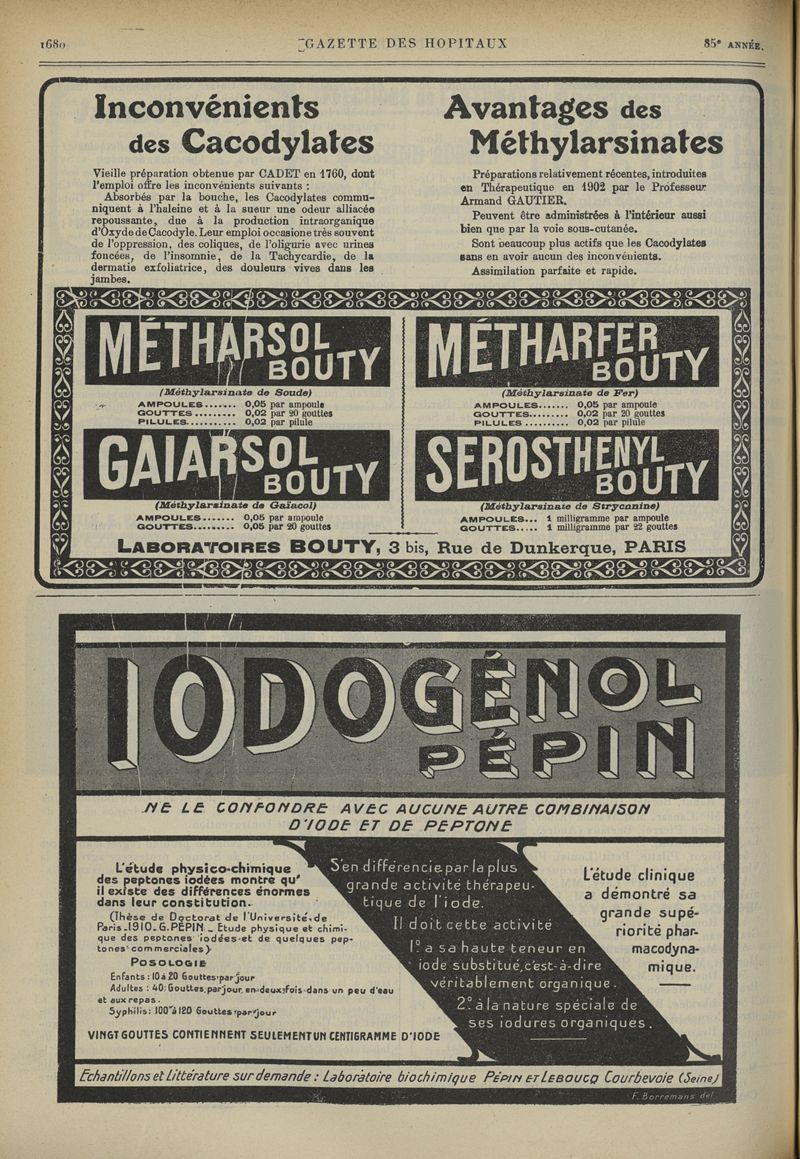 1680
GAZETTE DES HOPITAUX
85e ANNÉE.
Inconvénients
des Cacodylates
Vieille préparation obtenue par CADET en 1760, dont
l'emploi offre les inconvénients suivants :
Absorbés par la bouche, les Cacodylates commu-
niquent à l'haleine et à la sueur une odeur alliacée
repoussante, due à la production intraorganique
d'Oxyde de Cacodyle. Leur emploi occasione très souvent
de l'oppression, des coliques, de l'oligurie avec urines
foncées, de l'insomnie, de la Tachycardie, de la
dermatie exfoliatrice, des douleurs vives dans les
jambes.
Avantages des
Méthylarsinates
Préparations relativement récentes, introduites
en Thérapeutique en 1902 par le Professeur
Armand GAUTIER.
Peuvent être administrées à l'intérieur aussi
bien que par la voie sous-cutanée.
Sont beaucoup plus actifs que les Cacodylates
sans en avoir aucun des inconvénients.
Assimilation parfaite et rapide.
MÉTHARSOL
BOUTY
(Méthylarsinate de Soude)
AMPOULES....... 0,05 par ampoule
GOUTTES......... 0,02 par 20 gouttes
PILULES........... 0,02 par pilule
MÉTHARFER
BOUTY
(Méthylarsinate de Fer)
AMPOULES....... 0,05 par ampoule
GOUTTES......... 0,02 par 20 gouttes
PILULES .......... 0,02 par pilule
GAIARSOL
BOUTY
(Méthylarsinate de Gaïacol)
AMPOULES....... 0,05 par ampoule
GOUTTES......... 0,05 par 20 gouttes
SEROSTHENYL
BOUTY
(Méthylarsinate de Strycnnine)
AMPOULES... 1 milligramme par ampoule
GOUTTES..... 1 milligramme par 22 gouttes
LABORATOIRES BOUTY, 3 bis, Rue de Dunkerque, PARIS
IODOGÉNOL
PÉPIN
NE LE CONFONDRE AVEC AUCUNE AUTRE COMBINAISON
D'IODE ET DE PEPTONE
L'étude physico-chimique
des peptones iodées montre qu'
il existe des différences énormes
dans leur constitution.
(Thèse de Doctorat de l'Université de
Paris.1910. G.PÉPIN _ Etude physique et chimi-
que des peptones iodées et de quelques pep-
tones commerciales)
POSOLOGIE
Enfants : 10 à 20 Gouttes par jour
Adultes : 40 Gouttes, par jour, en deux fois dans un peu d'eau
et aux repas.
Syphilis : 100 à 120 Gouttes par jour
VINGT GOUTTES CONTIENNENT SEULEMENT UN CENTIGRAMME D'IODE
S'en différencie par la plus
grande activité thérapeu-
tique de l'iode.
Il doit cette activité
1º à sa haute teneur en
iode substitué, c'est-à-dire
véritablement organique.
2º à la nature spéciale de
ses iodures organiques.
L'étude clinique
a démontré sa
grande supé-
riorité phar-
macodyna-
mique.
Echantillons et Littérature sur demande : Laboratoire biochimique PÉPIN ET LEBOUCQ Courbevoie (Seine)
F. Borremans del